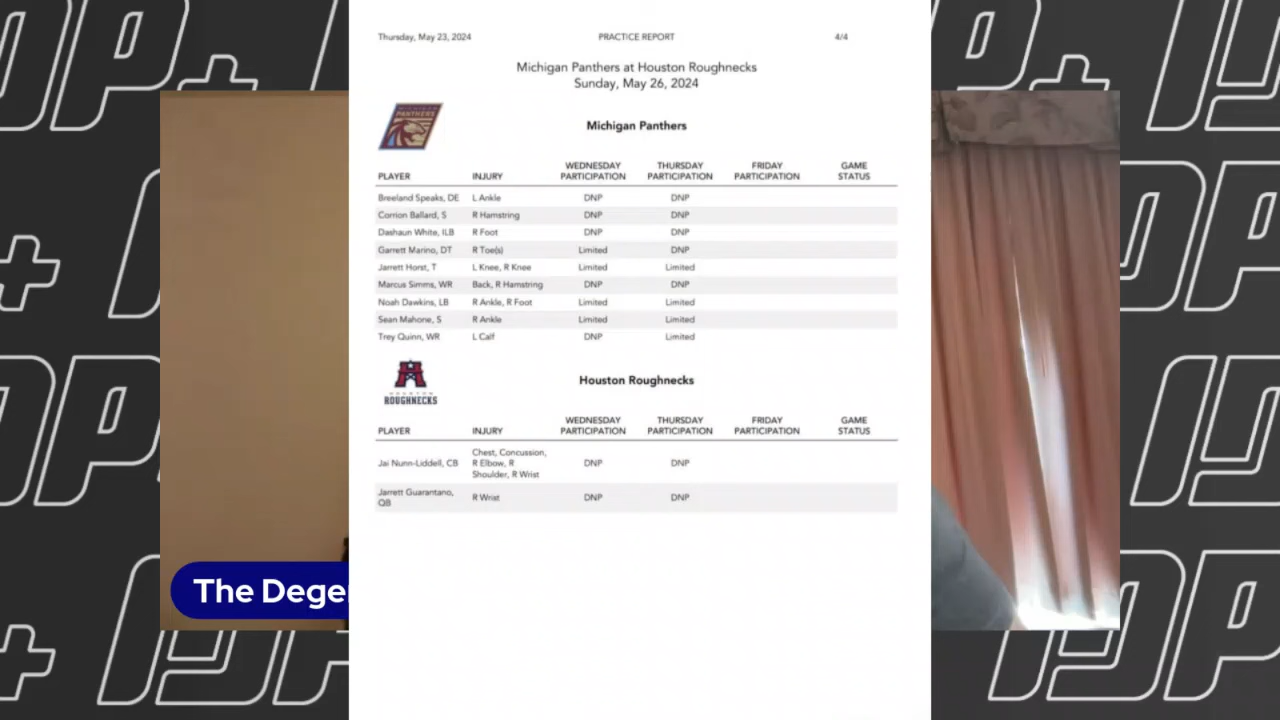 Thursday, May 23, 2024 PRACTICE REPORT 4/4
Michigan Panthers at Houston Roughnecks
Sunday, May 26, 2024
MICHIGAN
PANTHERS
Michigan Panthers
PLAYER INJURY WEDNESDAY PARTICIPATION THURSDAY PARTICIPATION FRIDAY PARTICIPATION GAME STATUS
Breeland Speaks, DE L Ankle DNP DNP
Corrion Ballard, S R Hamstring DNP DNP
Dashaun White, ILB R Foot DNP DNP
Garrett Marino, DT R Toe(s) Limited DNP
Jarrett Horst, T L Knee, R Knee Limited Limited
Marcus Simms, WR Back, R Hamstring DNP DNP
Noah Dawkins, LB R Ankle, R Foot Limited Limited
Sean Mahone, S R Ankle Limited Limited
Trey Quinn, WR L Calf DNP Limited
HOUSTON
ROUGHNECKS
Houston Roughnecks
PLAYER INJURY WEDNESDAY PARTICIPATION THURSDAY PARTICIPATION FRIDAY PARTICIPATION GAME STATUS
Jai Nunn-Liddell, CB Chest, Concussion, R Elbow, R Shoulder, R Wrist DNP DNP
Jarrett Guarantano, QB R Wrist DNP DNP
The Dege
IDP+